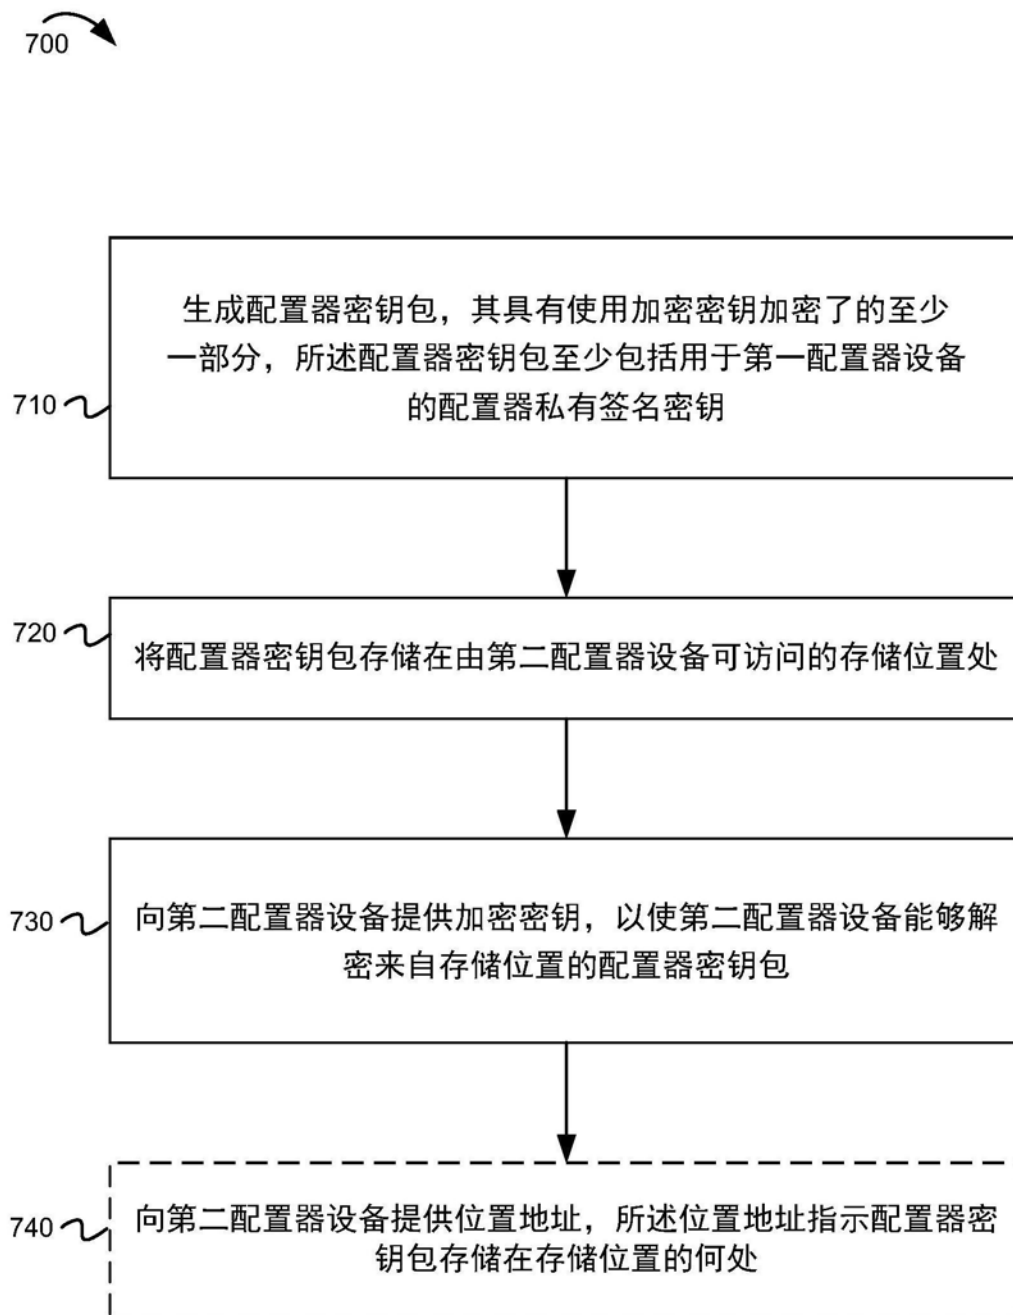 700
生成配置器密钥包，其具有使用加密密钥加密了的至少
一部分，所述配置器密钥包至少包括用于第一配置器设备
的配置器私有签名密钥
710
720
将配置器密钥包存储在由第二配置器设备可访问的存储位置处
730
向第二配置器设备提供加密密钥，以使第二配置器设备能够解
密来自存储位置的配置器密钥包
740
向第二配置器设备提供位置地址，所述位置地址指示配置器密
钥包存储在存储位置的何处